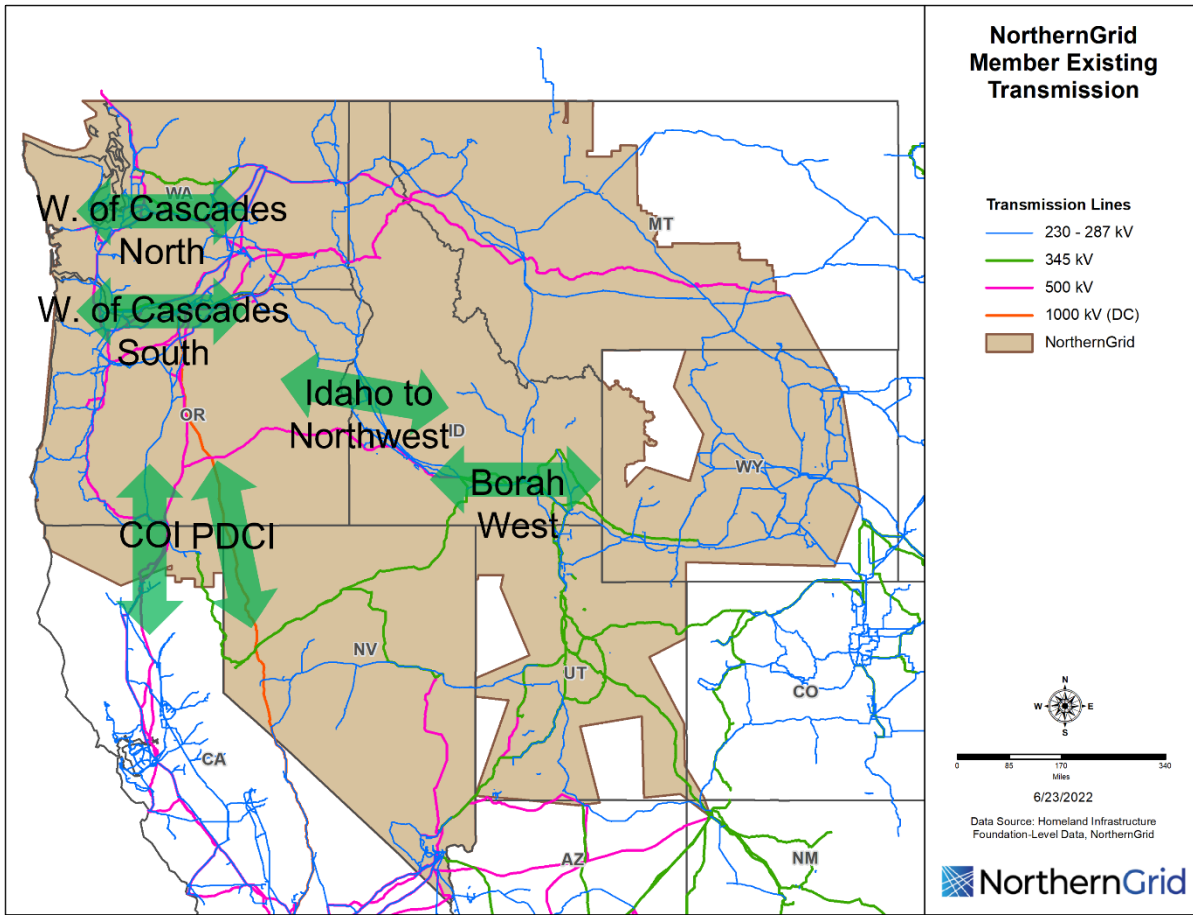 NorthernGrid
Member Existing
Transmission
Transmission Lines
230 - 287 kV
345 kV
500 kV
1000 kV (DC)
NorthernGrid
WA
W. of Cascades
North
W. of Cascades
South
MT
OR
Idaho to
Northwest
ID
Borah
West
WY
COI
PDCI
NV
UT
CO
CA
AZ
NM
N
W
E
S
0 85 170 340
Miles
6/23/2022
Data Source: Homeland Infrastructure
Foundation-Level Data, NorthernGrid
NorthernGrid